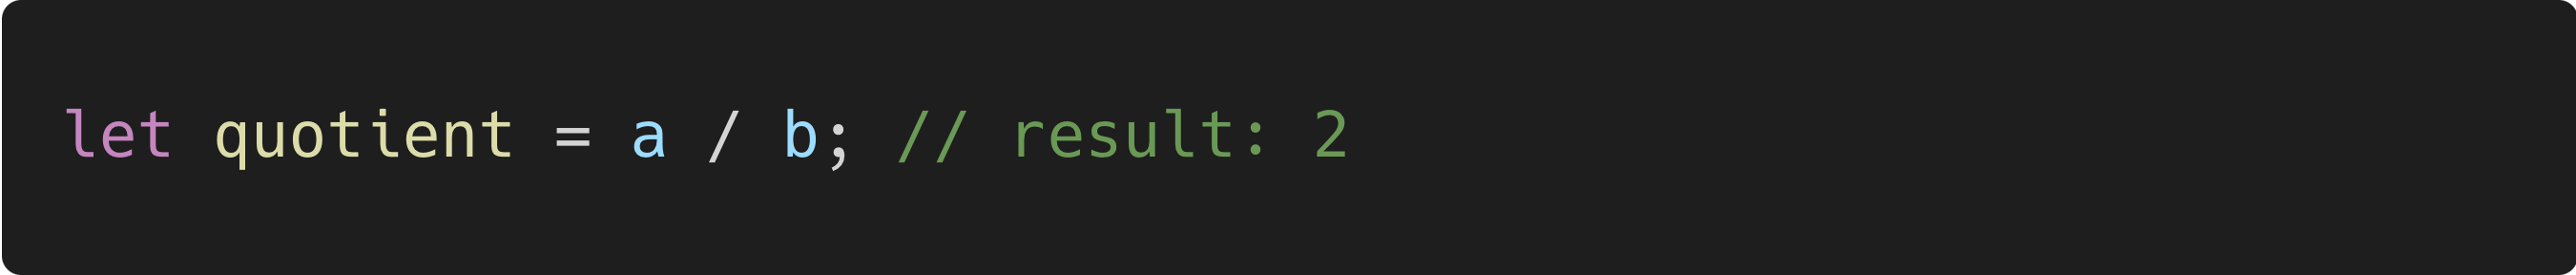 let quotient = a / b; // result: 2